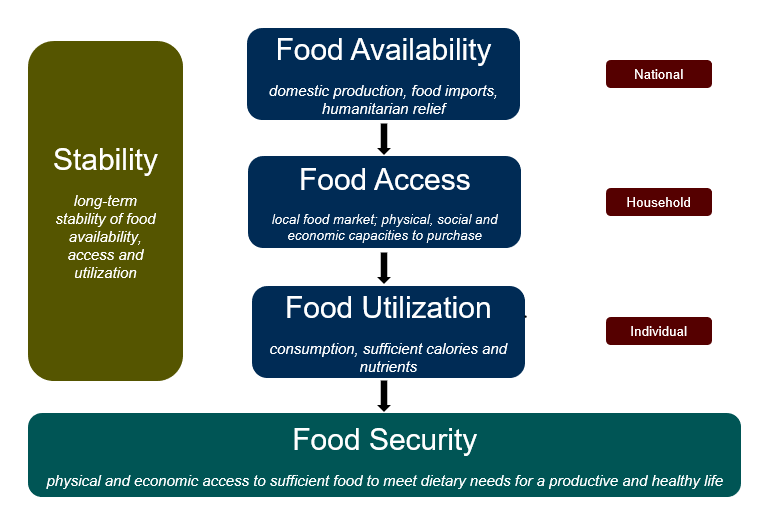 Food Availability
domestic production, food imports,
humanitarian relief
National
Stability
long-term
stability of food
availability,
access and
utilization
Food Access
local food market; physical, social and
economic capacities to purchase
Household
Food Utilization
consumption, sufficient calories and
nutrients
Individual
Food Security
physical and economic access to sufficient food to meet dietary needs for a productive and healthy life